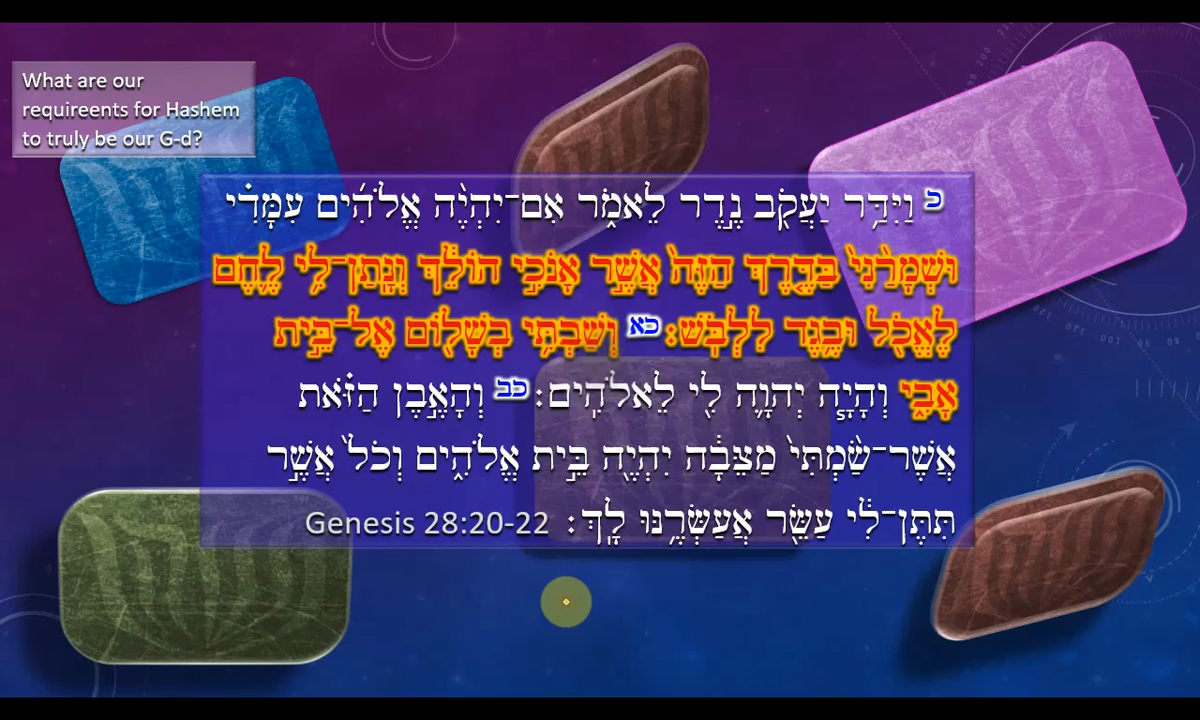 What are our
requireents for Hashem
to truly be our G-d?
כ וַיִּדַּ֥ר יַעֲקֹ֖ב נֶ֣דֶר לֵאמֹ֑ר אִם־יִהְיֶ֨ה אֱלֹהִ֜ים עִמָּדִ֗י
וּשְׁמָרַ֙נִי֙ בַּדֶּ֤רֶךְ הַזֶּה֙ אֲשֶׁ֣ר אָנֹכִ֣י הוֹלֵ֔ךְ וְנָֽתַן־לִ֥י לֶ֛חֶם
לֶאֱכֹ֖ל וּבֶ֥גֶד לִלְבֹּֽשׁ׃ כא וְשַׁבְתִּ֥י בְשָׁל֖וֹם אֶל־בֵּ֣ית
אָבִ֑י וְהָיָ֧ה יְהוָ֛ה לִ֖י לֵאלֹהִֽים׃ כב וְהָאֶ֣בֶן הַזֹּ֗את
אֲשֶׁר־שַׂ֙מְתִּי֙ מַצֵּבָ֔ה יִהְיֶ֖ה בֵּ֣ית אֱלֹהִ֑ים וְכֹל֙ אֲשֶׁ֣ר
תִּתֶּן־לִ֔י עַשֵּׂ֖ר אֲעַשְּׂרֶ֥נּוּ לָֽךְ׃ Genesis 28:20-22